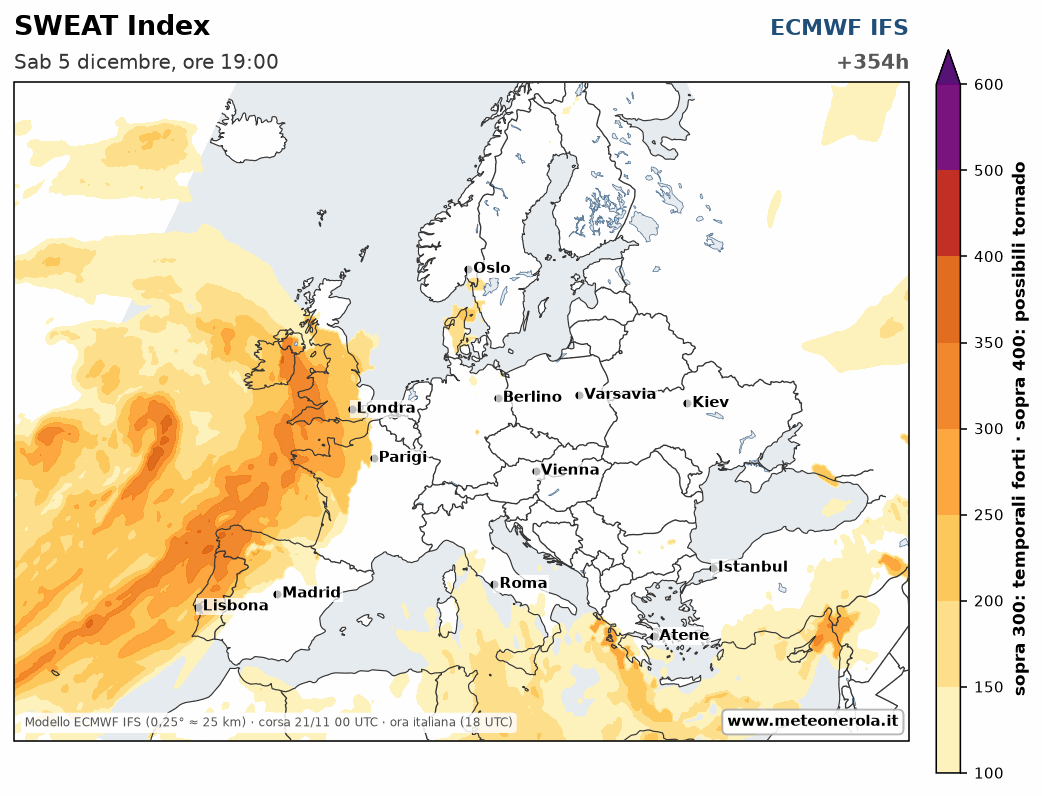 SWEAT Index
ECMWF IFS
Sab 5 dicembre, ore 19:00
+354h
Oslo
Berlino
Varsavia
Kiev
Londra
Parigi
Vienna
Istanbul
Roma
Madrid
Lisbona
Atene
Modello ECMWF IFS (0,25° ≈ 25 km) · corsa 21/11 00 UTC · ora italiana (18 UTC)
www.meteonerola.it
600
500
400
350
300
250
200
150
100
sopra 300: temporali forti · sopra 400: possibili tornado